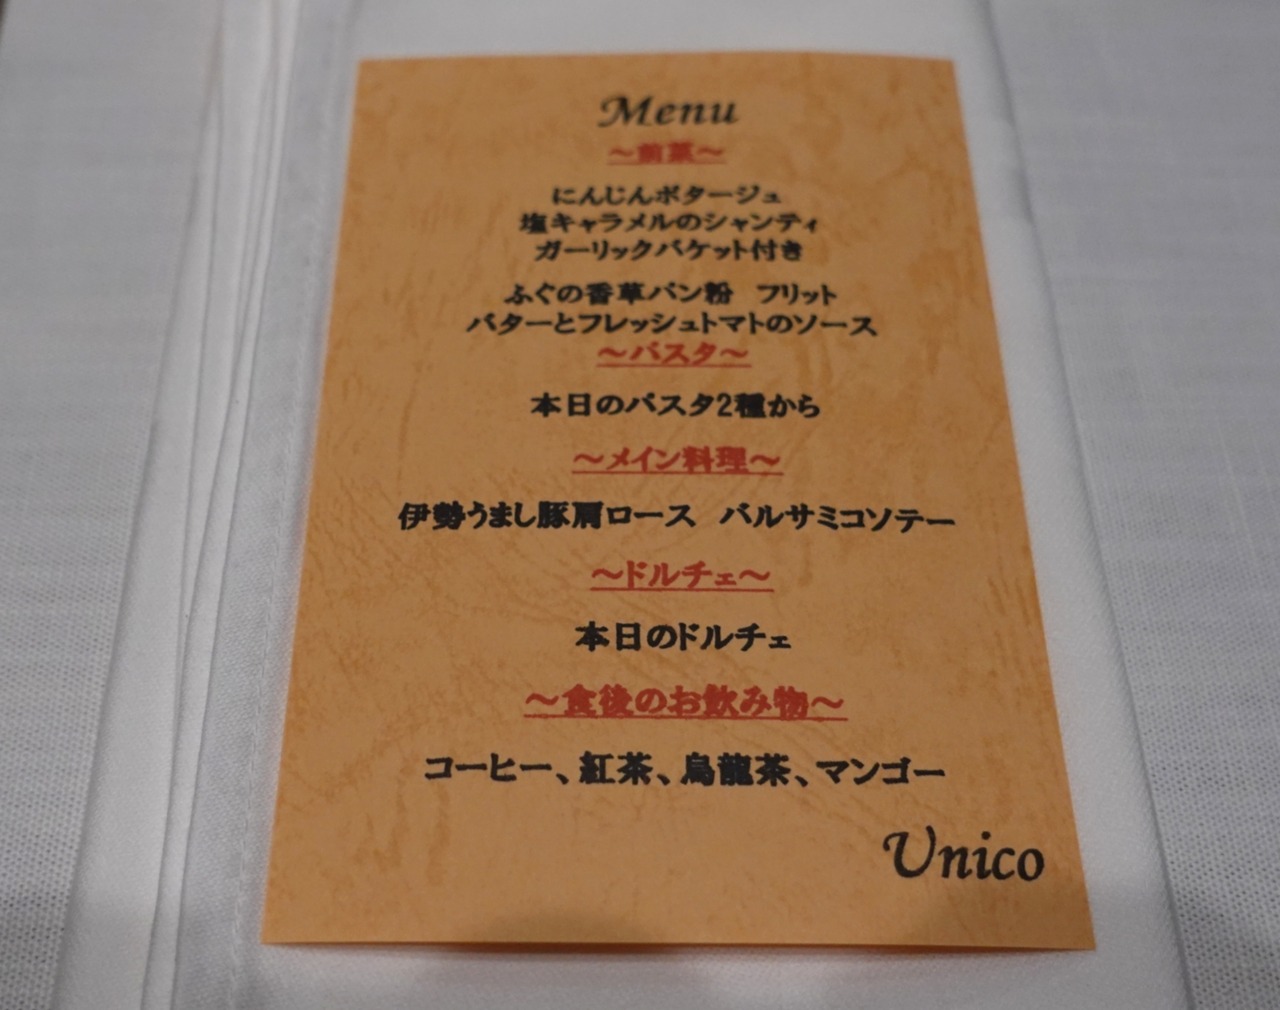 Menu
～前菜～
にんじんポタージュ
塩キャラメルのシャンティ
ガーリックバケット付き
ふぐの香草パン粉　フリット
バターとフレッシュトマトのソース
～パスタ～
本日のパスタ2種から
～メイン料理～
伊勢うまし豚肩ロース　バルサミコソテー
～ドルチェ～
本日のドルチェ
～食後のお飲み物～
コーヒー、紅茶、烏龍茶、マンゴー
Unico